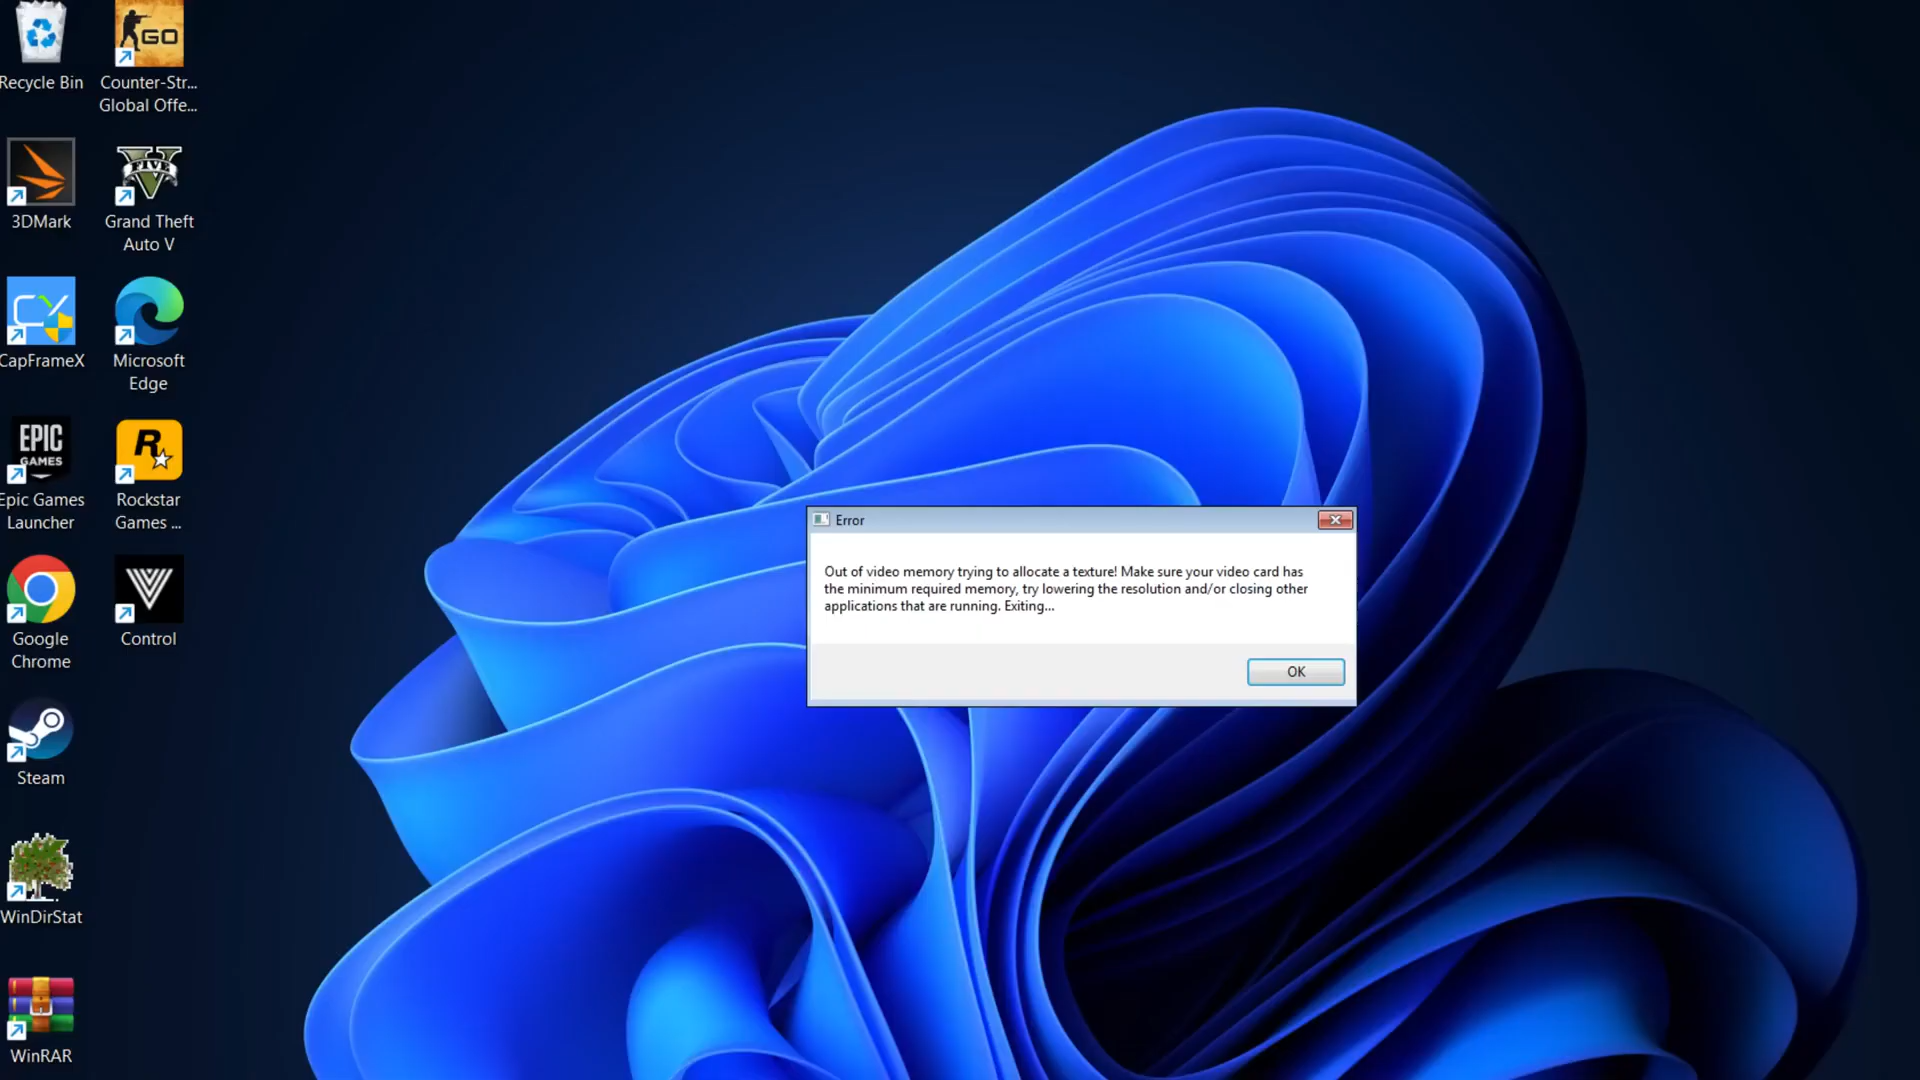 Recycle Bin
GO
Counter-Str...
Global Offe...
3DMark
FIVE
Grand Theft
Auto V
CX
CapFrameX
Microsoft
Edge
EPIC
GAMES
Epic Games
Launcher
R
Rockstar
Games ...
Google
Chrome
Control
Steam
WinDirStat
WinRAR
Error
Out of video memory trying to allocate a texture! Make sure your video card has
the minimum required memory, try lowering the resolution and/or closing other
applications that are running. Exiting...
OK